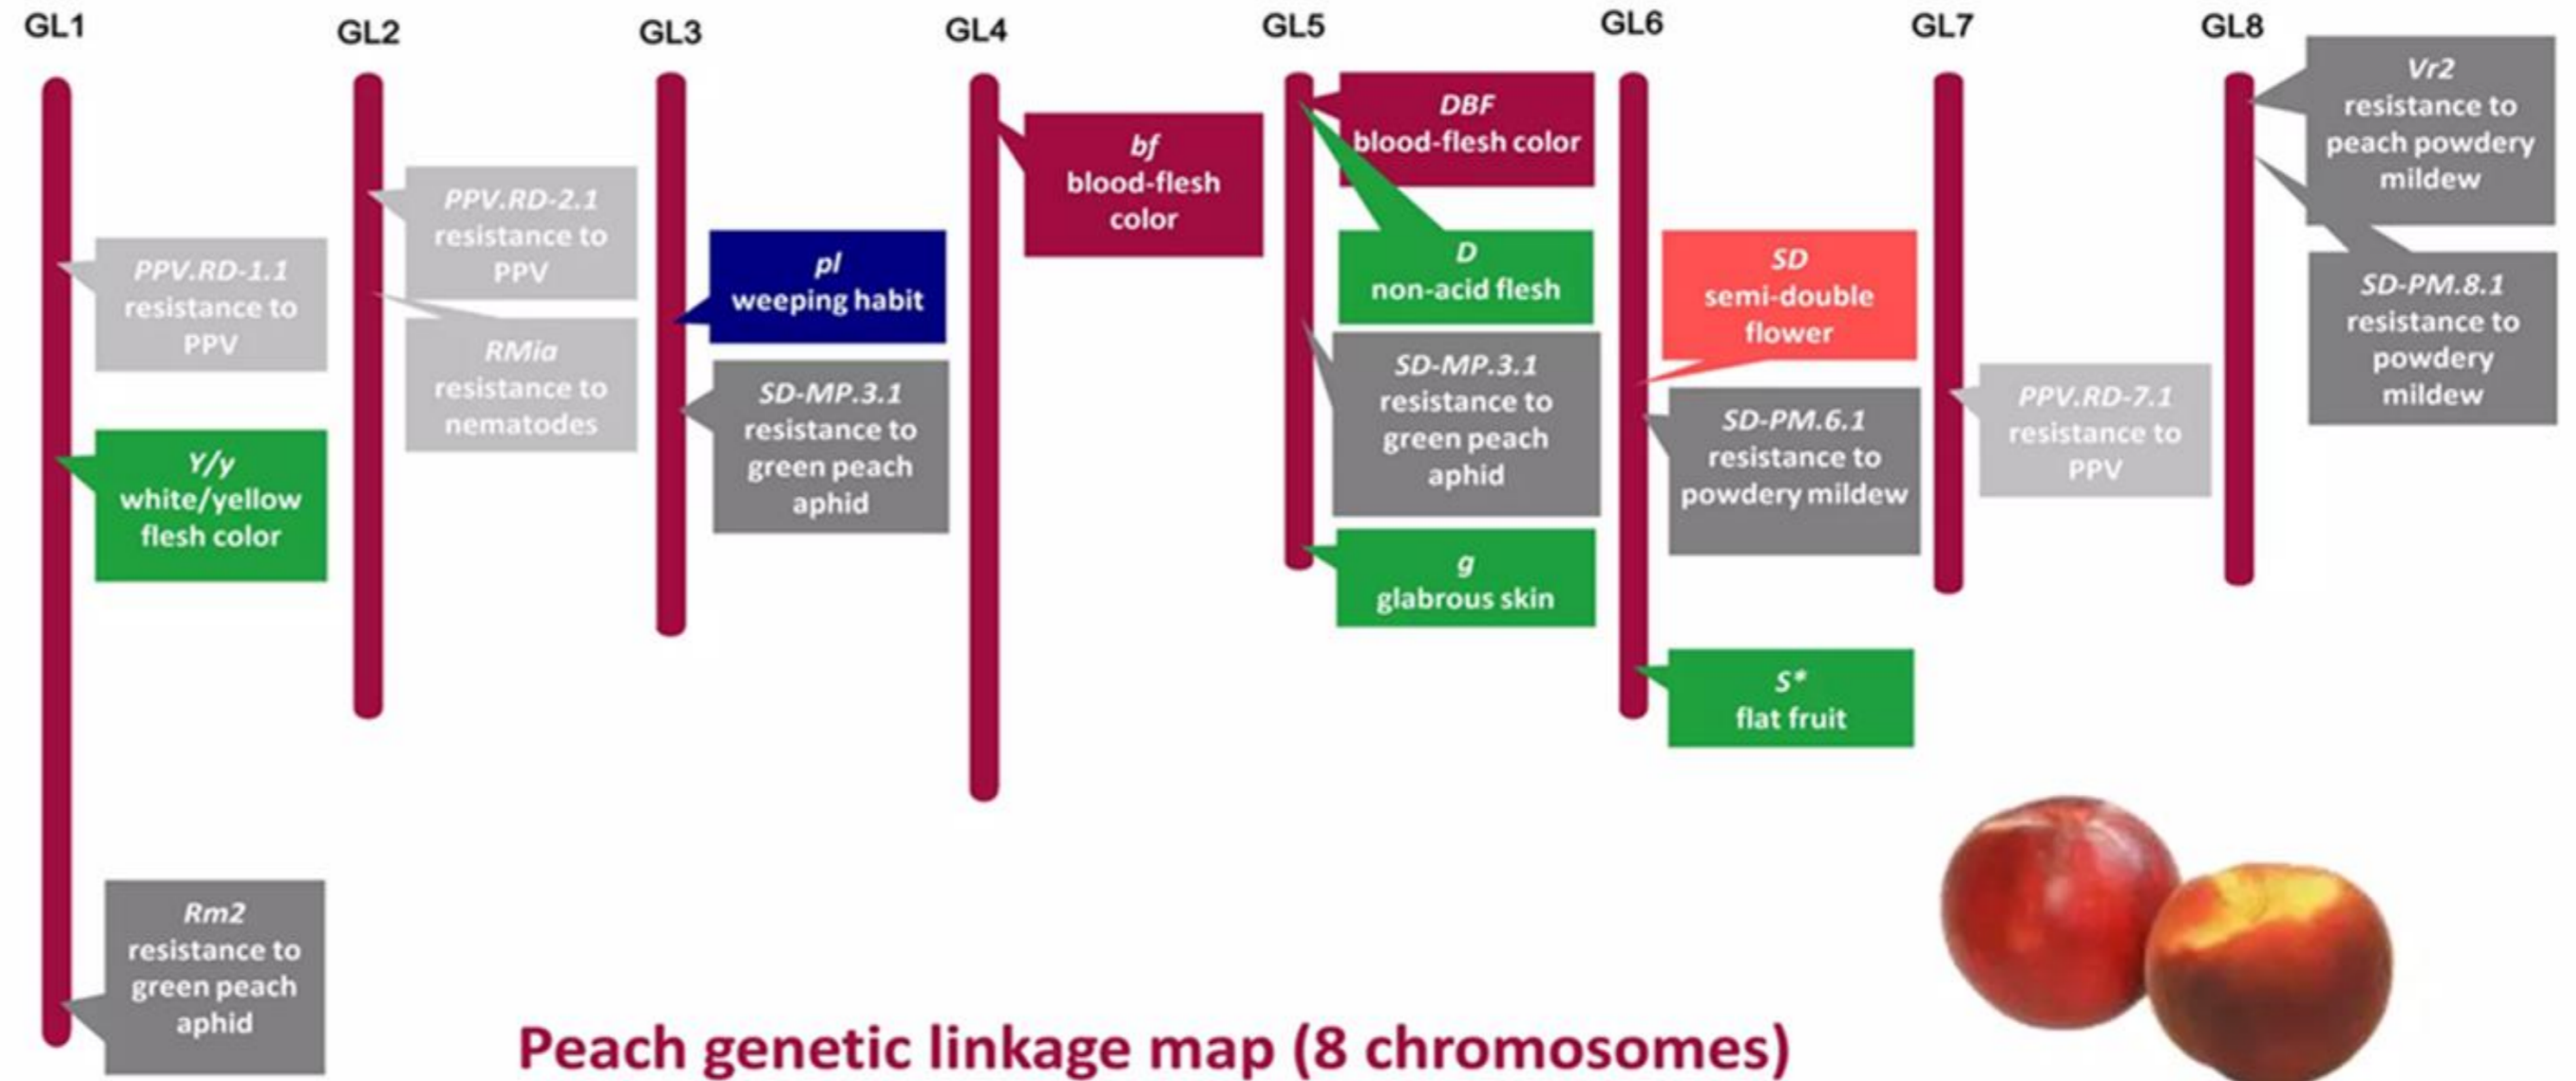 GL1
GL2
GL3
GL4
GL5
GL6
GL7
GL8
PPV.RD-1.1
resistance to
PPV
Y/y
white/yellow
flesh color
Rm2
resistance to
green peach
aphid
PPV.RD-2.1
resistance to
PPV
RMia
resistance to
nematodes
pl
weeping habit
SD-MP.3.1
resistance to
green peach
aphid
bf
blood-flesh
color
DBF
blood-flesh color
D
non-acid flesh
SD-MP.3.1
resistance to
green peach
aphid
g
glabrous skin
SD
semi-double
flower
SD-PM.6.1
resistance to
powdery mildew
S*
flat fruit
PPV.RD-7.1
resistance to
PPV
Vr2
resistance to
peach powdery
mildew
SD-PM.8.1
resistance to
powdery
mildew
Peach genetic linkage map (8 chromosomes)